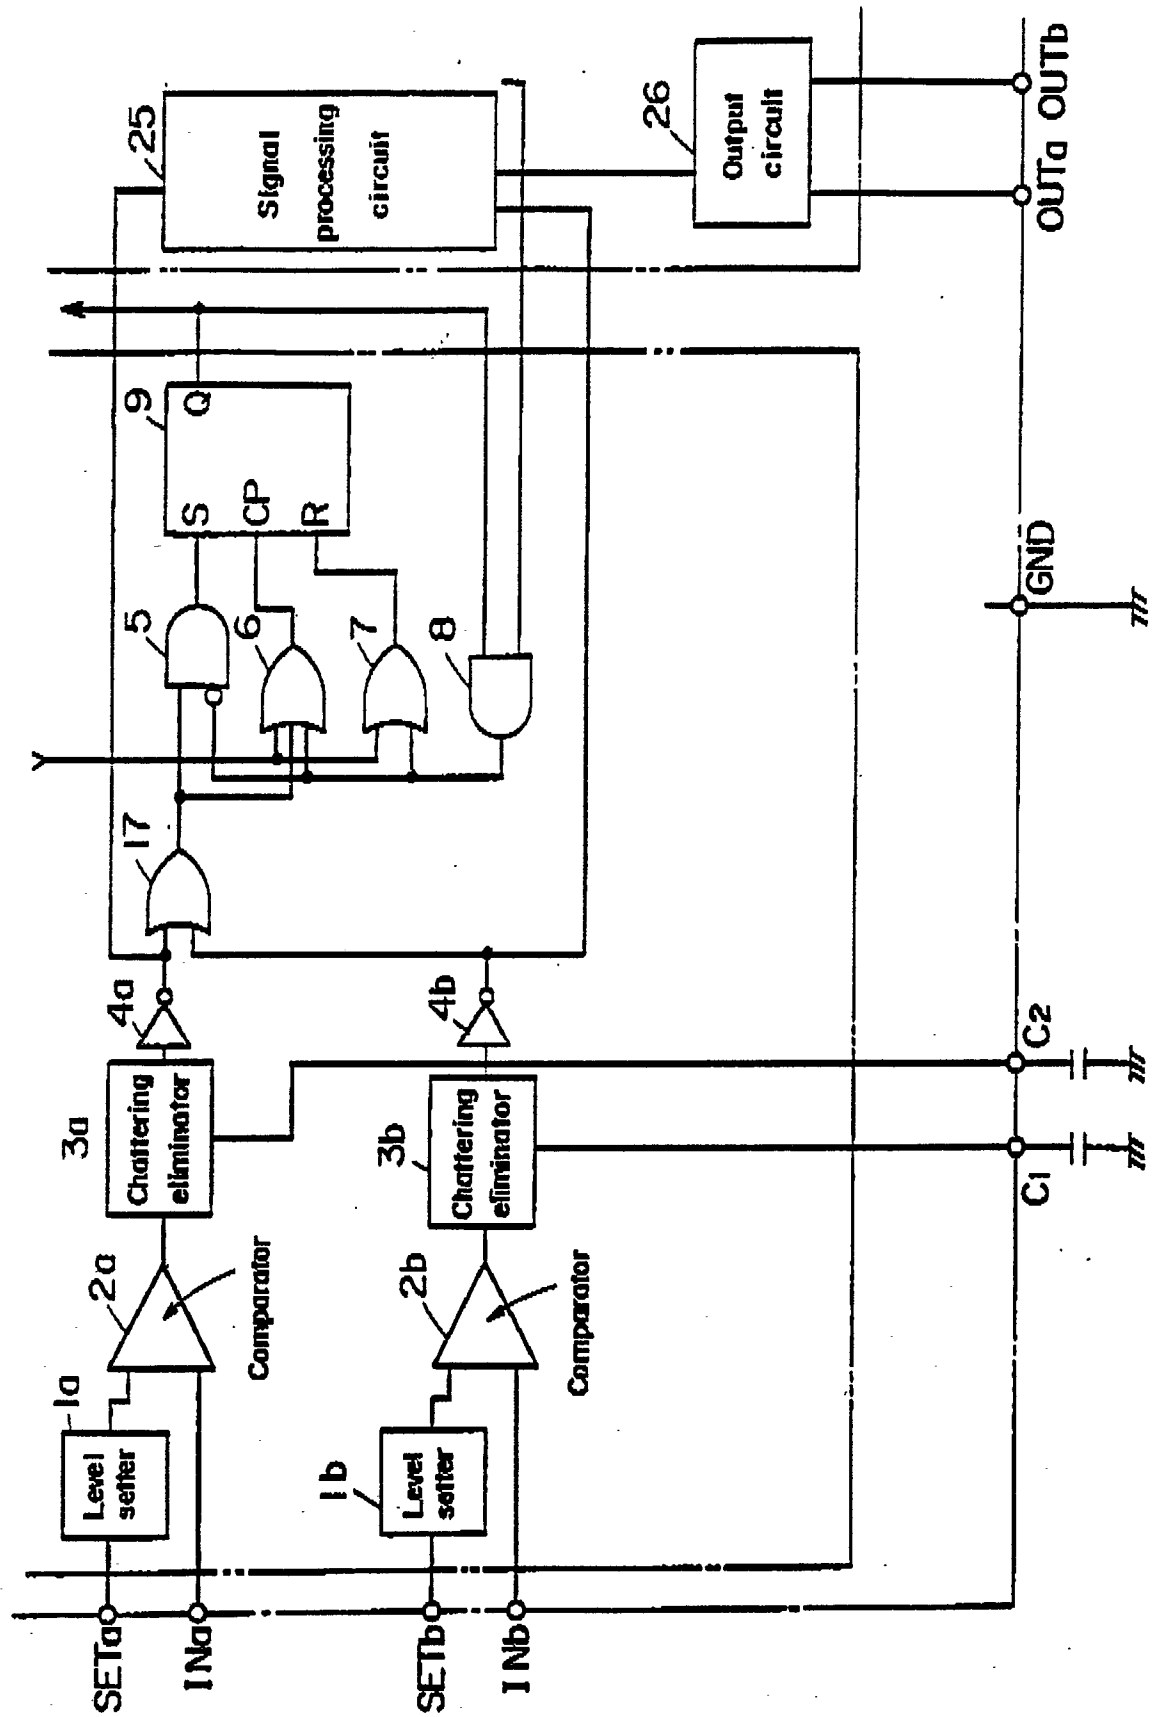 SETa
INa
SETb
INb
1a
Level
setter
1b
Level
setter
2a
Comparator
2b
Comparator
3a
Chattering
eliminator
3b
Chattering
eliminator
4a
4b
17
5
6
7
8
9
S
CP
R
Q
25
Signal
processing
circuit
26
Output
circuit
C1
C2
GND
OUTa
OUTb